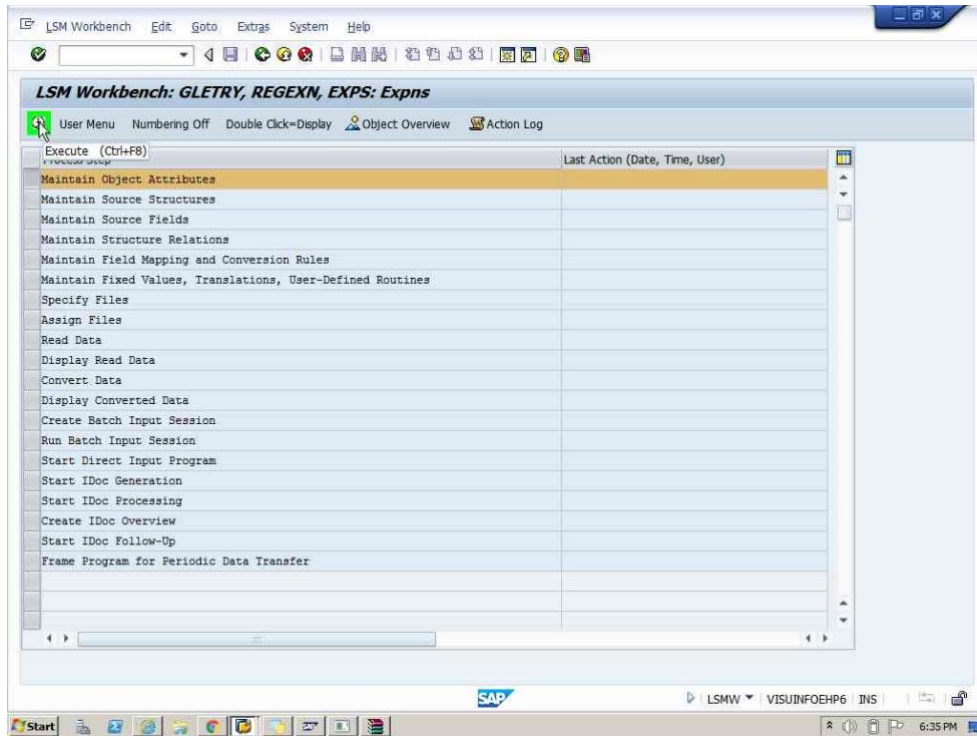 LSM Workbench Edit Goto Extras System Help
LSM Workbench: GLETRY, REGEXN, EXPS: Expns
User Menu Numbering Off Double Click=Display Object Overview Action Log
Execute (Ctrl+F8)
Process Step Last Action (Date, Time, User)
Maintain Object Attributes
Maintain Source Structures
Maintain Source Fields
Maintain Structure Relations
Maintain Field Mapping and Conversion Rules
Maintain Fixed Values, Translations, User-Defined Routines
Specify Files
Assign Files
Read Data
Display Read Data
Convert Data
Display Converted Data
Create Batch Input Session
Run Batch Input Session
Start Direct Input Program
Start IDoc Generation
Start IDoc Processing
Create IDoc Overview
Start IDoc Follow-Up
Frame Program for Periodic Data Transfer
SAP LSMW VISUINFOEHP6 INS
Start 6:35 PM